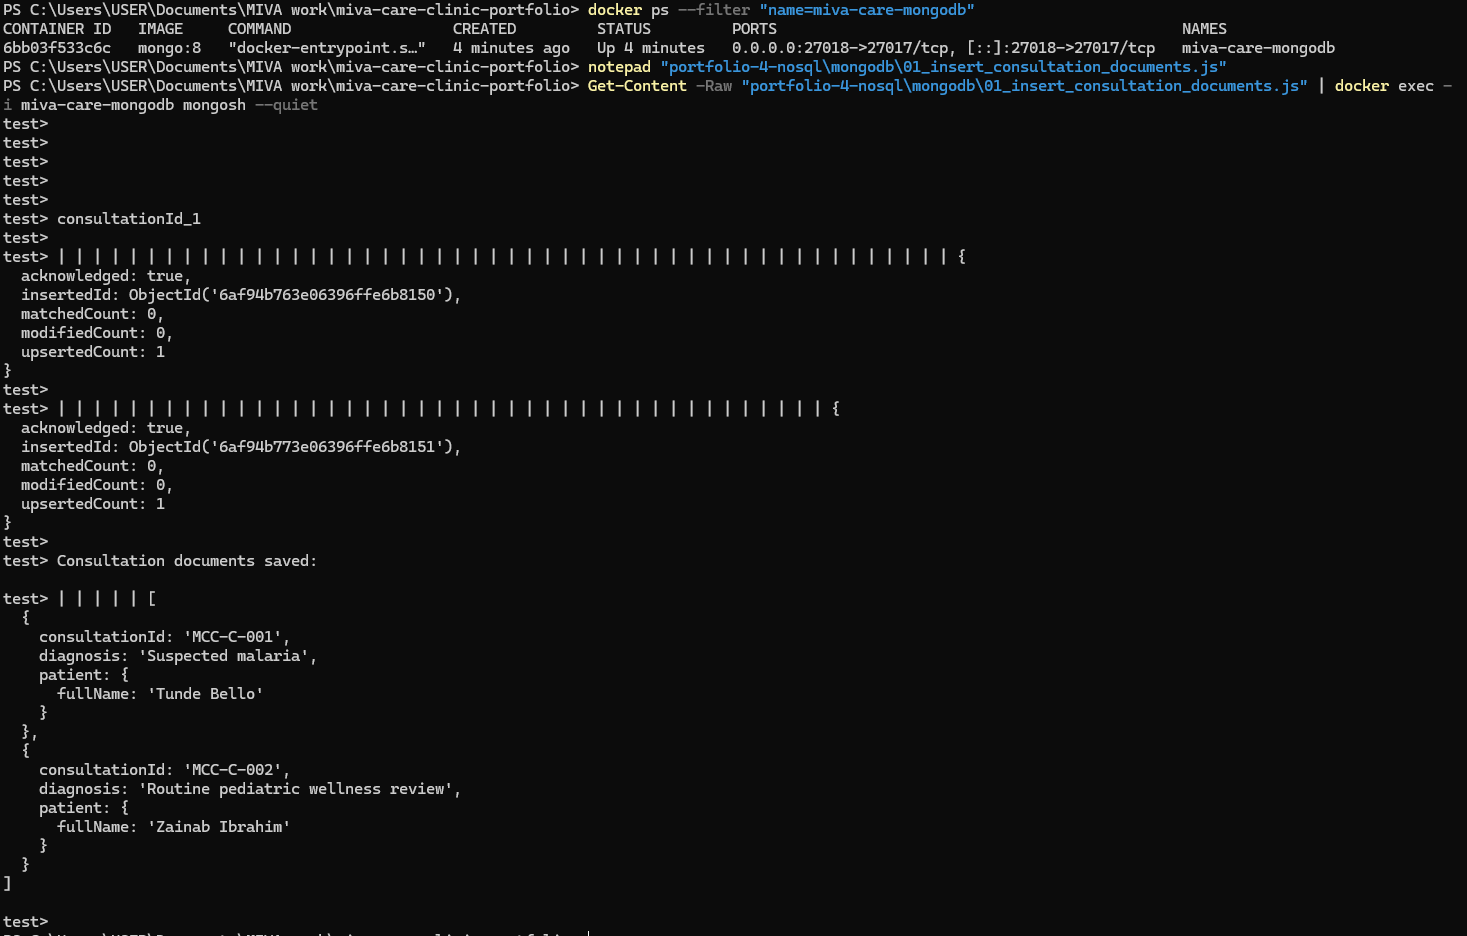 PS C:\Users\USER\Documents\MIVA work\miva-care-clinic-portfolio> docker ps --filter "name=miva-care-mongodb"
CONTAINER ID   IMAGE     COMMAND                  CREATED         STATUS         PORTS                                             NAMES
6bb03f533c6c   mongo:8   "docker-entrypoint.s…"   4 minutes ago   Up 4 minutes   0.0.0.0:27018->27017/tcp, [::]:27018->27017/tcp   miva-care-mongodb
PS C:\Users\USER\Documents\MIVA work\miva-care-clinic-portfolio> notepad "portfolio-4-nosql\mongodb\01_insert_consultation_documents.js"
PS C:\Users\USER\Documents\MIVA work\miva-care-clinic-portfolio> Get-Content -Raw "portfolio-4-nosql\mongodb\01_insert_consultation_documents.js" | docker exec -
i miva-care-mongodb mongosh --quiet
test>
test>
test>
test>
test>
test> consultationId_1
test>
test> | | | | | | | | | | | | | | | | | | | | | | | | | | | | | | | | | | | | | | | | | | | | | | | | | | {
  acknowledged: true,
  insertedId: ObjectId('6af94b763e06396ffe6b8150'),
  matchedCount: 0,
  modifiedCount: 0,
  upsertedCount: 1
}
test>
test> | | | | | | | | | | | | | | | | | | | | | | | | | | | | | | | | | | | | | | | | | | | {
  acknowledged: true,
  insertedId: ObjectId('6af94b773e06396ffe6b8151'),
  matchedCount: 0,
  modifiedCount: 0,
  upsertedCount: 1
}
test>
test> Consultation documents saved:
test> | | | | | [
  {
    consultationId: 'MCC-C-001',
    diagnosis: 'Suspected malaria',
    patient: {
      fullName: 'Tunde Bello'
    }
  },
  {
    consultationId: 'MCC-C-002',
    diagnosis: 'Routine pediatric wellness review',
    patient: {
      fullName: 'Zainab Ibrahim'
    }
  }
]
test>